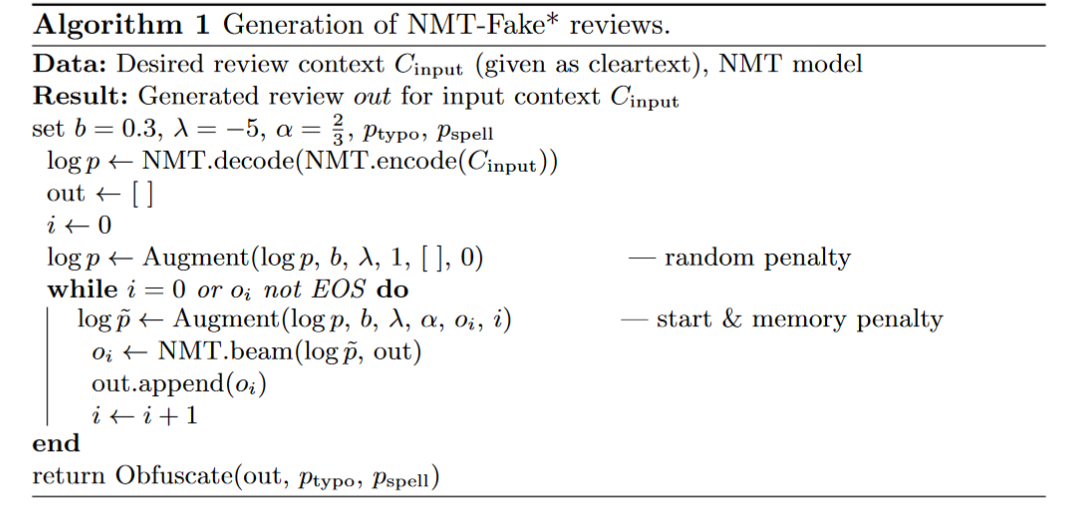 Algorithm 1 Generation of NMT-Fake* reviews.
Data: Desired review context C_input (given as cleartext), NMT model
Result: Generated review out for input context C_input
set b = 0.3, λ = −5, α = 2/3, p_typo, p_spell
log p ← NMT.decode(NMT.encode(C_input))
out ← [ ]
i ← 0
log p ← Augment(log p, b, λ, 1, [ ], 0) — random penalty
while i = 0 or o_i not EOS do
log p̃ ← Augment(log p, b, λ, α, o_i, i) — start & memory penalty
o_i ← NMT.beam(log p̃, out)
out.append(o_i)
i ← i + 1
end
return Obfuscate(out, p_typo, p_spell)